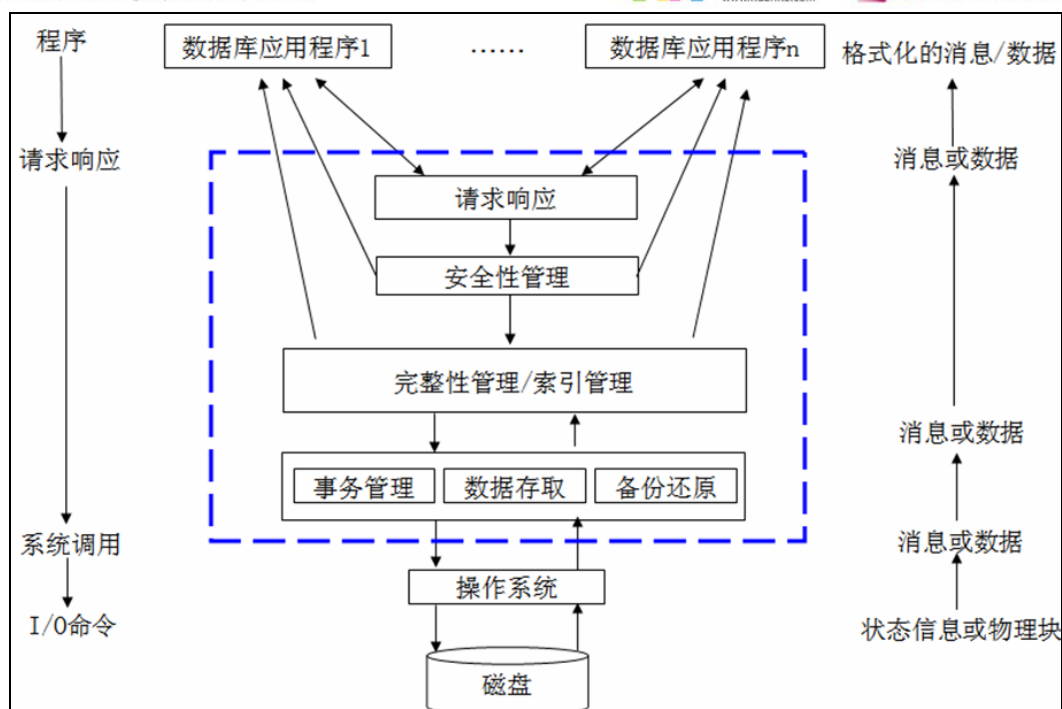 程序
数据库应用程序1
……
数据库应用程序n
格式化的消息/数据
请求响应
消息或数据
请求响应
安全性管理
完整性管理/索引管理
消息或数据
事务管理
数据存取
备份还原
系统调用
消息或数据
操作系统
I/O命令
状态信息或物理块
磁盘